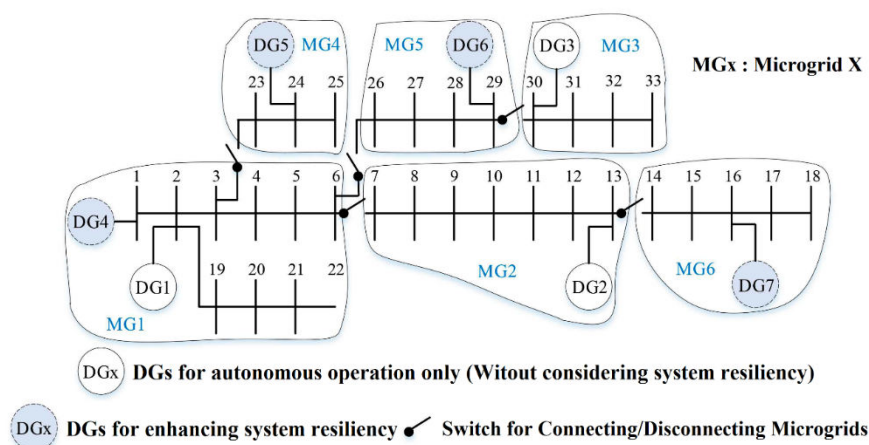 DG5 MG4 MG5 DG6 DG3 MG3
MGx : Microgrid X
23 24 25 26 27 28 29 30 31 32 33
1 2 3 4 5 6 7 8 9 10 11 12 13 14 15 16 17 18
DG4
19 20 21 22
DG1 MG2 DG2 MG6 DG7
MG1
DGx DGs for autonomous operation only (Witout considering system resiliency)
DGx DGs for enhancing system resiliency Switch for Connecting/Disconnecting Microgrids